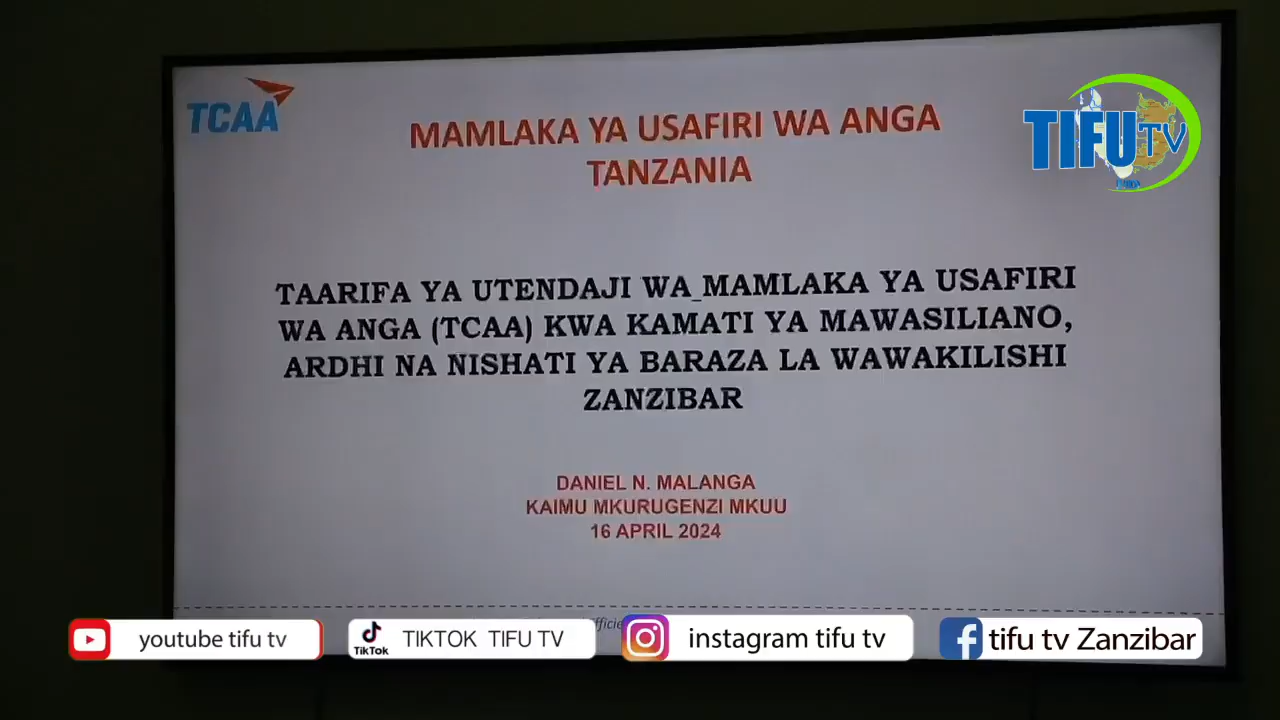 TCAA
MAMLAKA YA USAFIRI WA ANGA
TANZANIA
TIFU TV
TAARIFA YA UTENDAJI WA MAMLAKA YA USAFIRI
WA ANGA (TCAA) KWA KAMATI YA MAWASILIANO,
ARDHI NA NISHATI YA BARAZA LA WAWAKILISHI
ZANZIBAR
DANIEL N. MALANGA
KAIMU MKURUGENZI MKUU
16 APRIL 2024
youtube tifu tv
TikTok
TIKTOK TIFU TV
instagram tifu tv
tifu tv Zanzibar